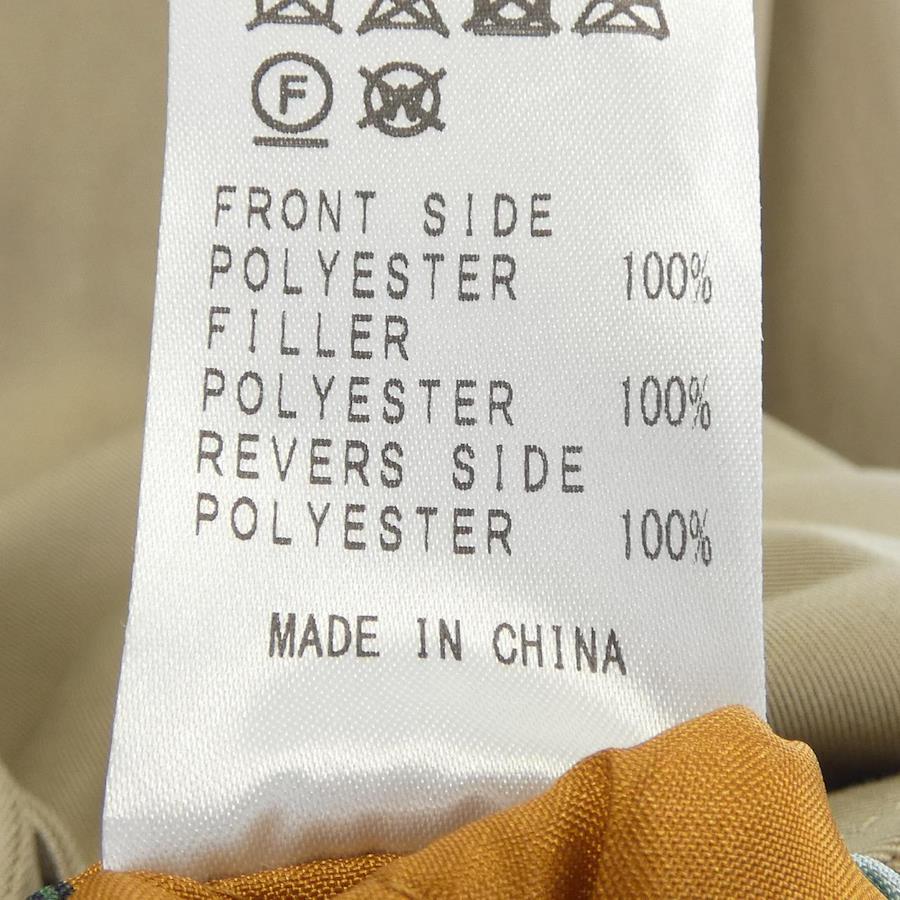 F W
FRONT SIDE
POLYESTER 100%
FILLER
POLYESTER 100%
REVERS SIDE
POLYESTER 100%
MADE IN CHINA